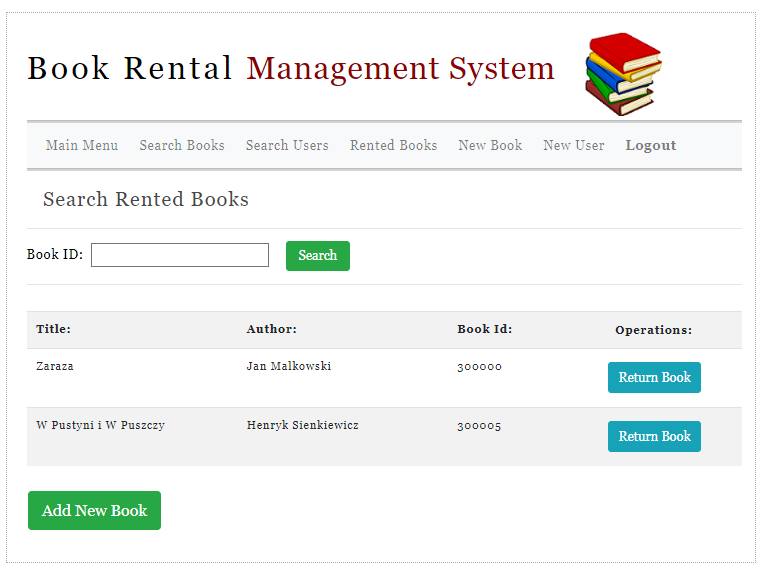 Book Rental Management System
Main Menu Search Books Search Users Rented Books New Book New User Logout
Search Rented Books
Book ID: Search
Title: Author: Book Id: Operations:
Zaraza Jan Malkowski 300000 Return Book
W Pustyni i W Puszczy Henryk Sienkiewicz 300005 Return Book
Add New Book